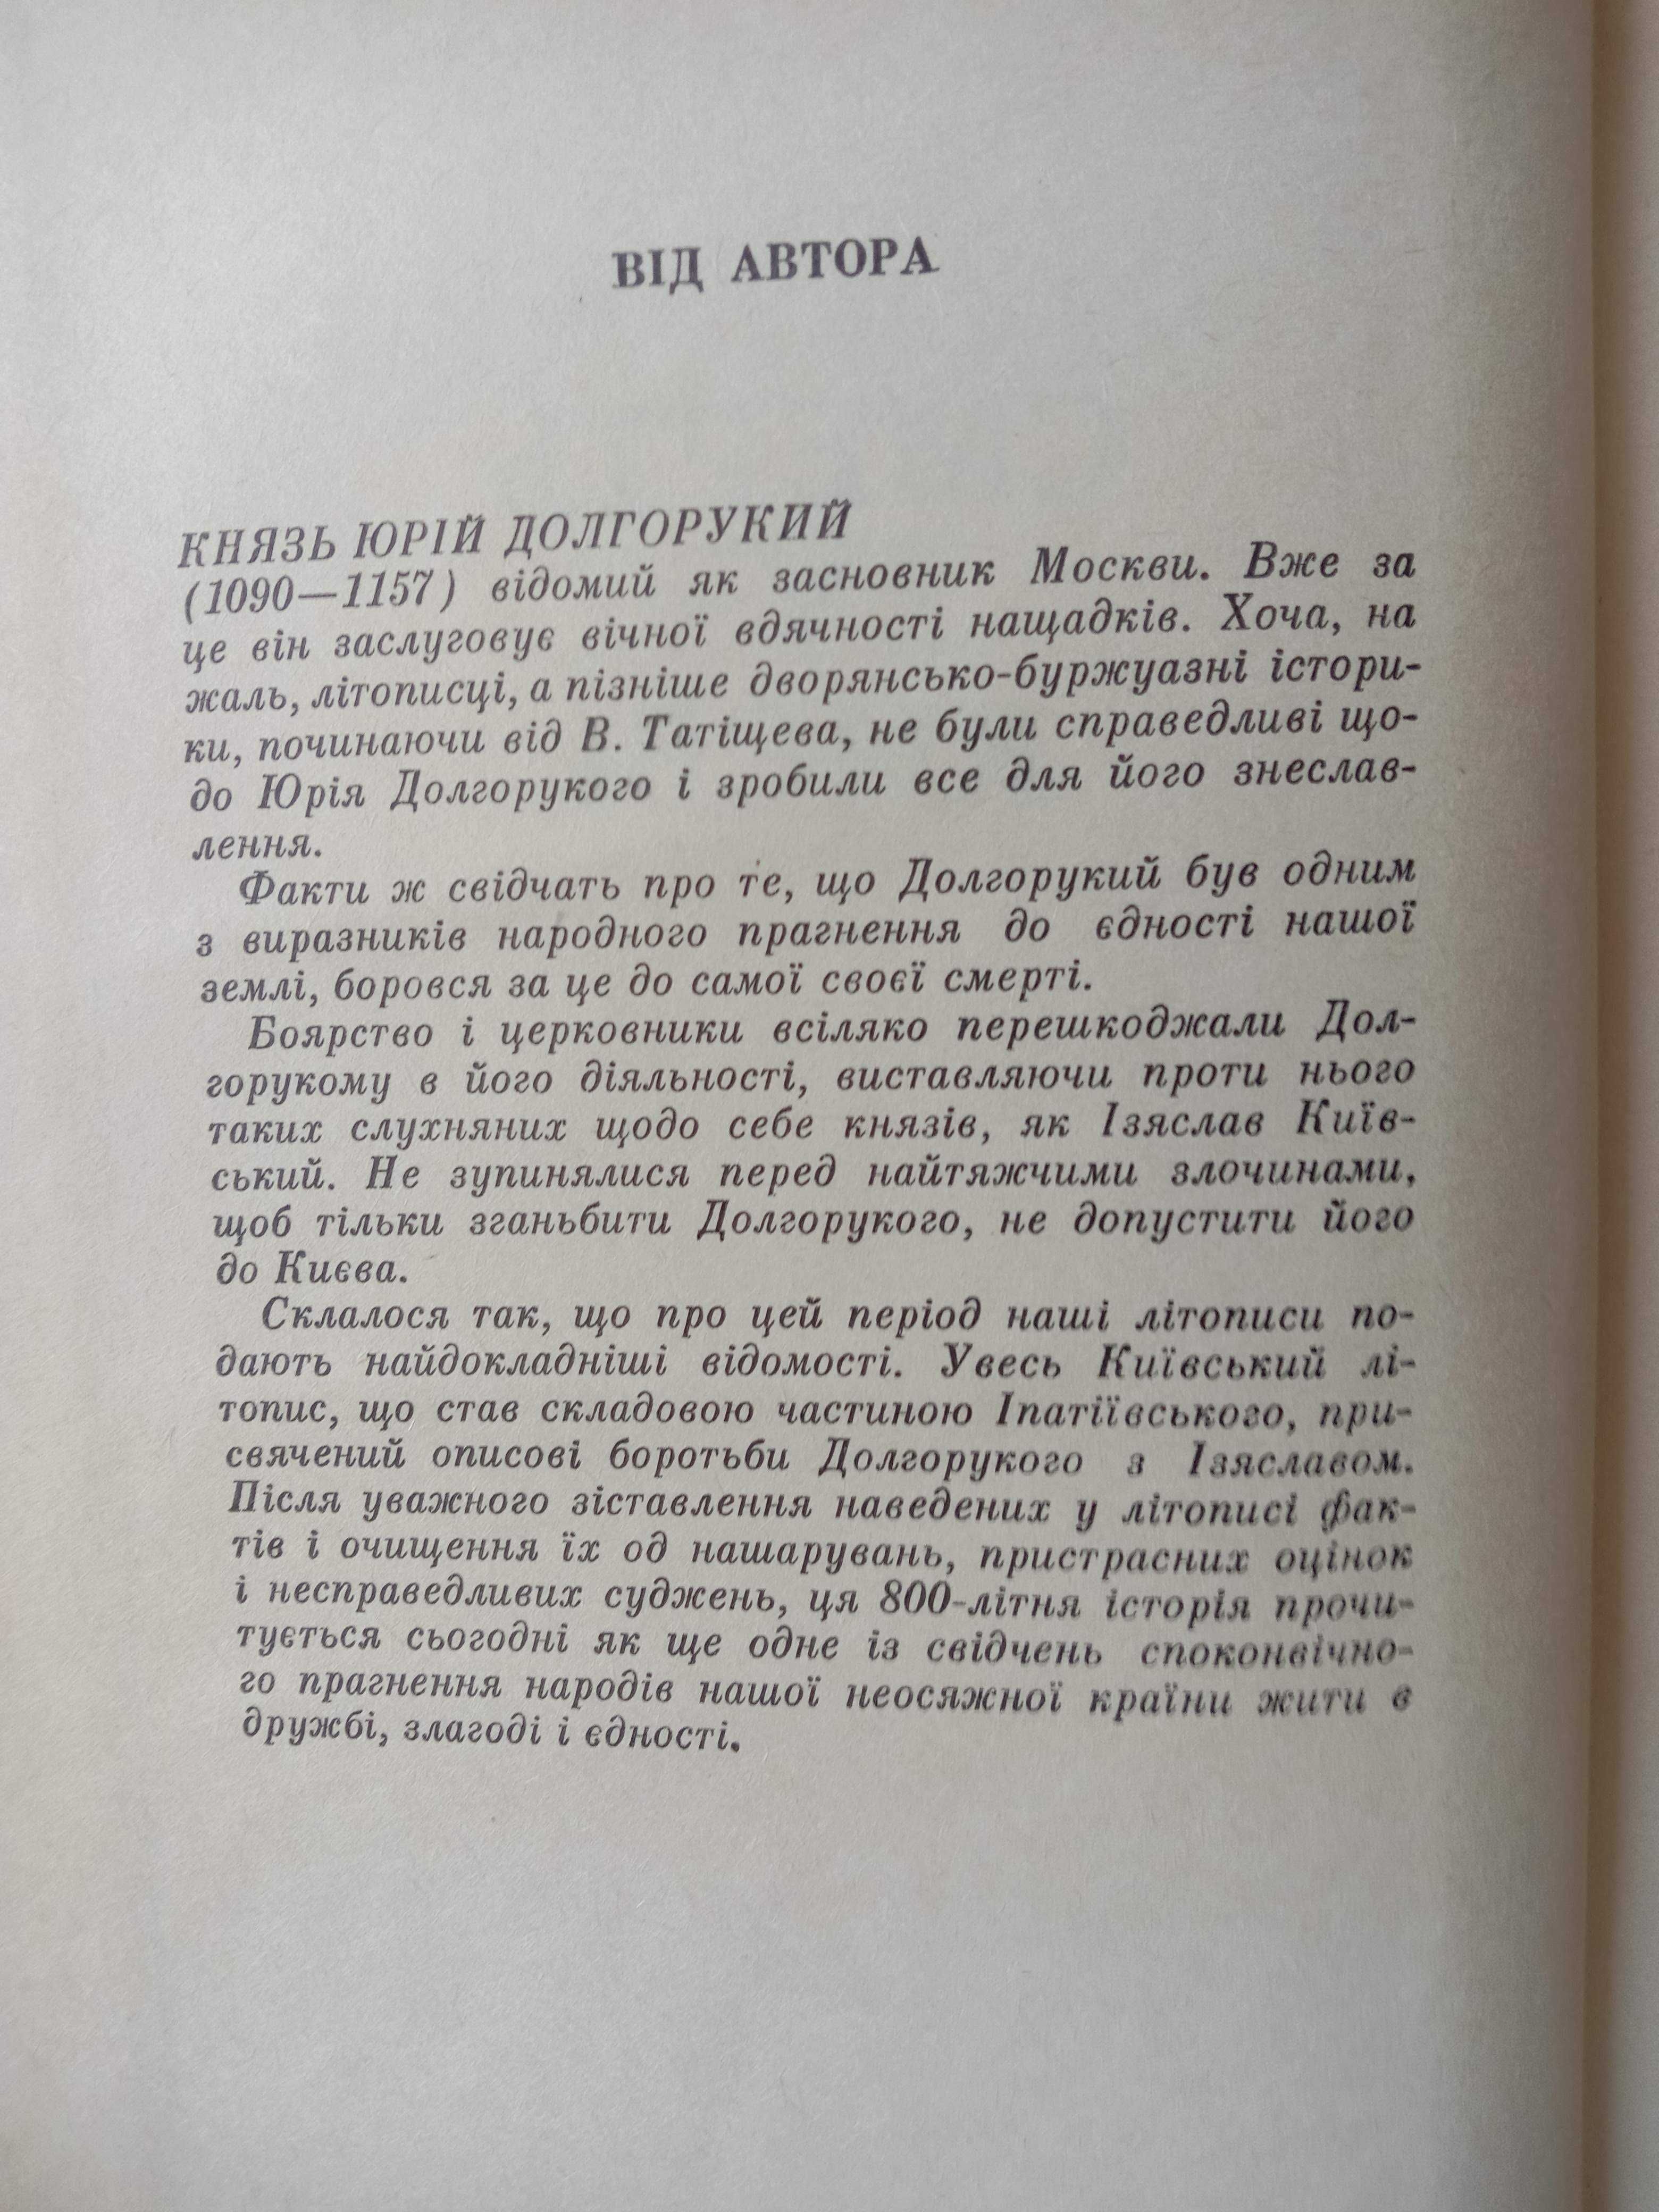 ВІД АВТОРА
КНЯЗЬ ЮРІЙ ДОЛГОРУКИЙ
(1090—1157) відомий як засновник Москви. Вже за
це він заслуговує вічної вдячності нащадків. Хоча, на
жаль, літописці, а пізніше дворянсько-буржуазні істори-
ки, починаючи від В. Татіщева, не були справедливі що-
до Юрія Долгорукого і зробили все для його знеслав-
лення.
Факти ж свідчать про те, що Долгорукий був одним
з виразників народного прагнення до єдності нашої
землі, боровся за це до самої своєї смерті.
Боярство і церковники всіляко перешкоджали Дол-
горукому в його діяльності, виставляючи проти нього
таких слухняних щодо себе князів, як Ізяслав Київ-
ський. Не зупинялися перед найтяжчими злочинами,
щоб тільки зганьбити Долгорукого, не допустити його
до Києва.
Склалося так, що про цей період наші літописи по-
дають найдокладніші відомості. Увесь Київський лі-
топис, що став складовою частиною Іпатіївського, при-
свячений описові боротьби Долгорукого з Ізяславом.
Після уважного зіставлення наведених у літописі фак-
тів і очищення їх од нашарувань, пристрасних оцінок
і несправедливих суджень, ця 800-літня історія прочи-
тується сьогодні як ще одне із свідчень споконвічно-
го прагнення народів нашої неосяжної країни жити в
дружбі, злагоді і єдності.